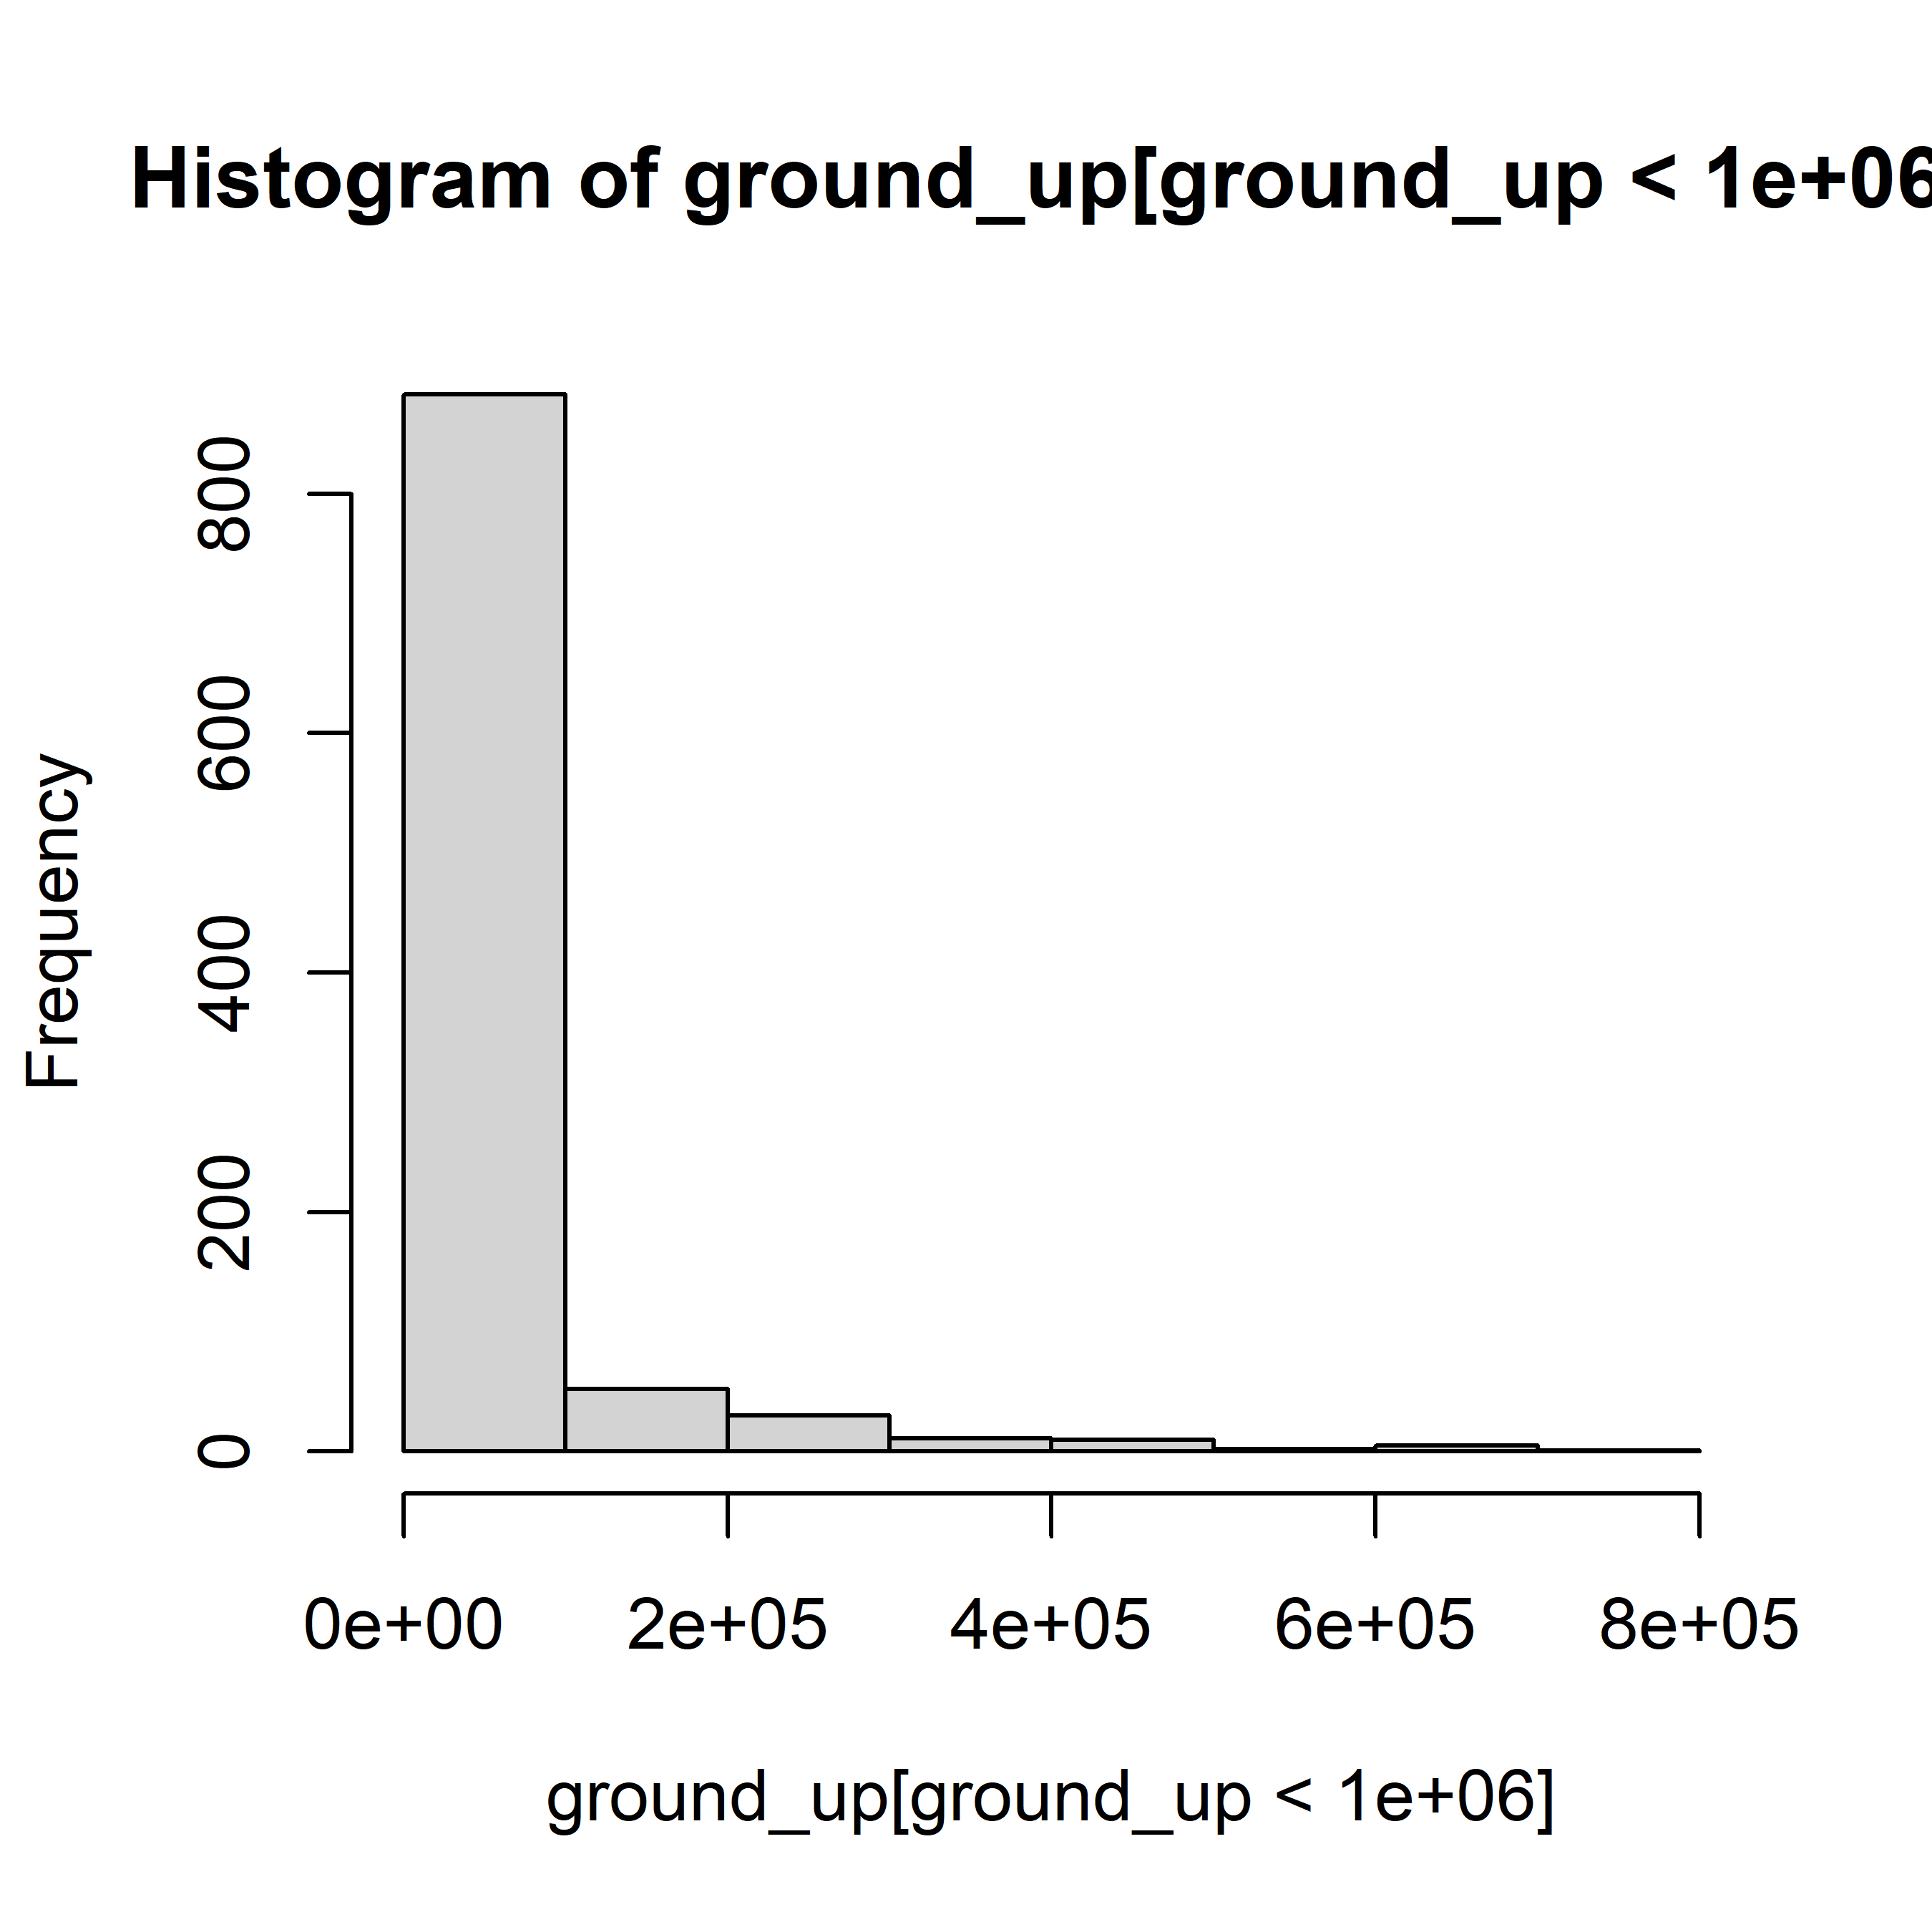 Histogram of ground_up[ground_up < 1e+06
Frequency
800
600
400
200
0
0e+00 2e+05 4e+05 6e+05 8e+05
ground_up[ground_up < 1e+06]